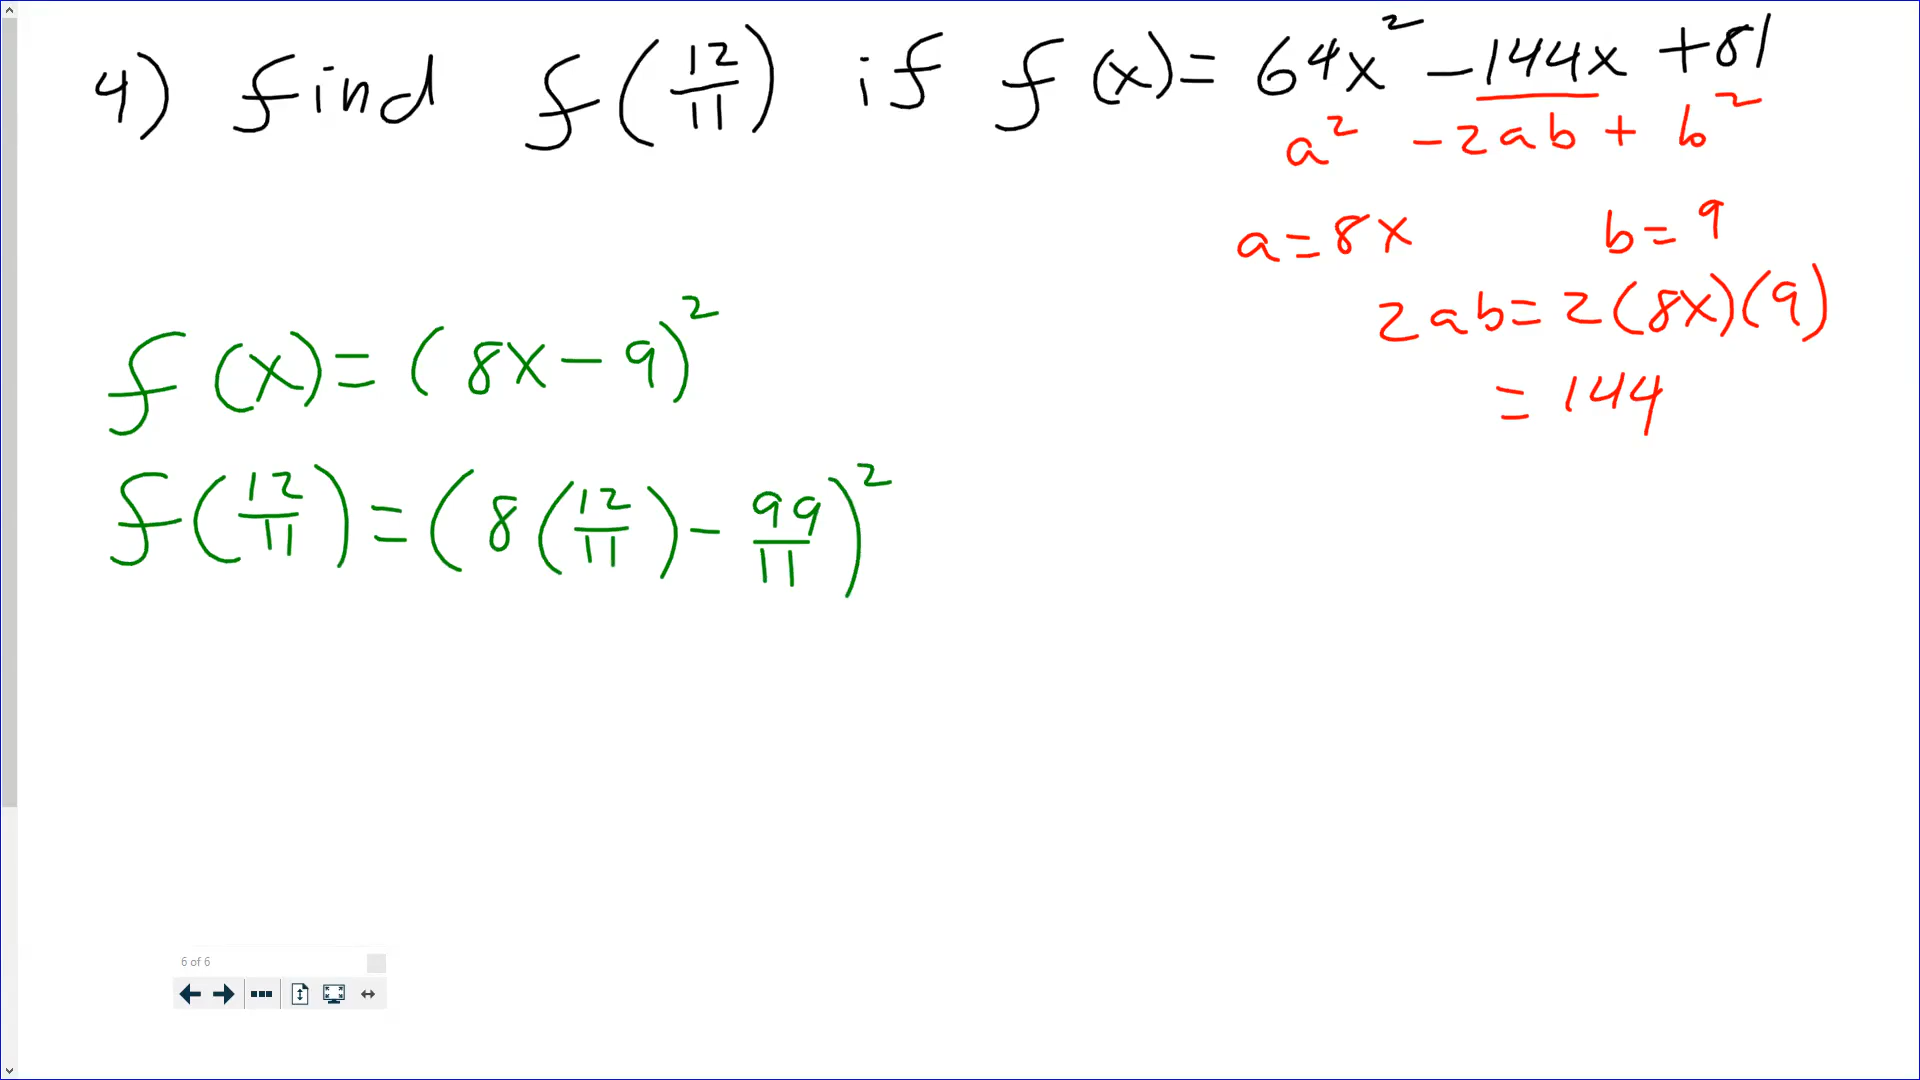 4) find f(12/11) if f(x)= 64x² -144x +81
a² -2ab + b²
a=8x b=9
2ab=2(8x)(9)
=144
f(x)=(8x-9)²
f(12/11)=(8(12/11)-99/11)²
6 of 6